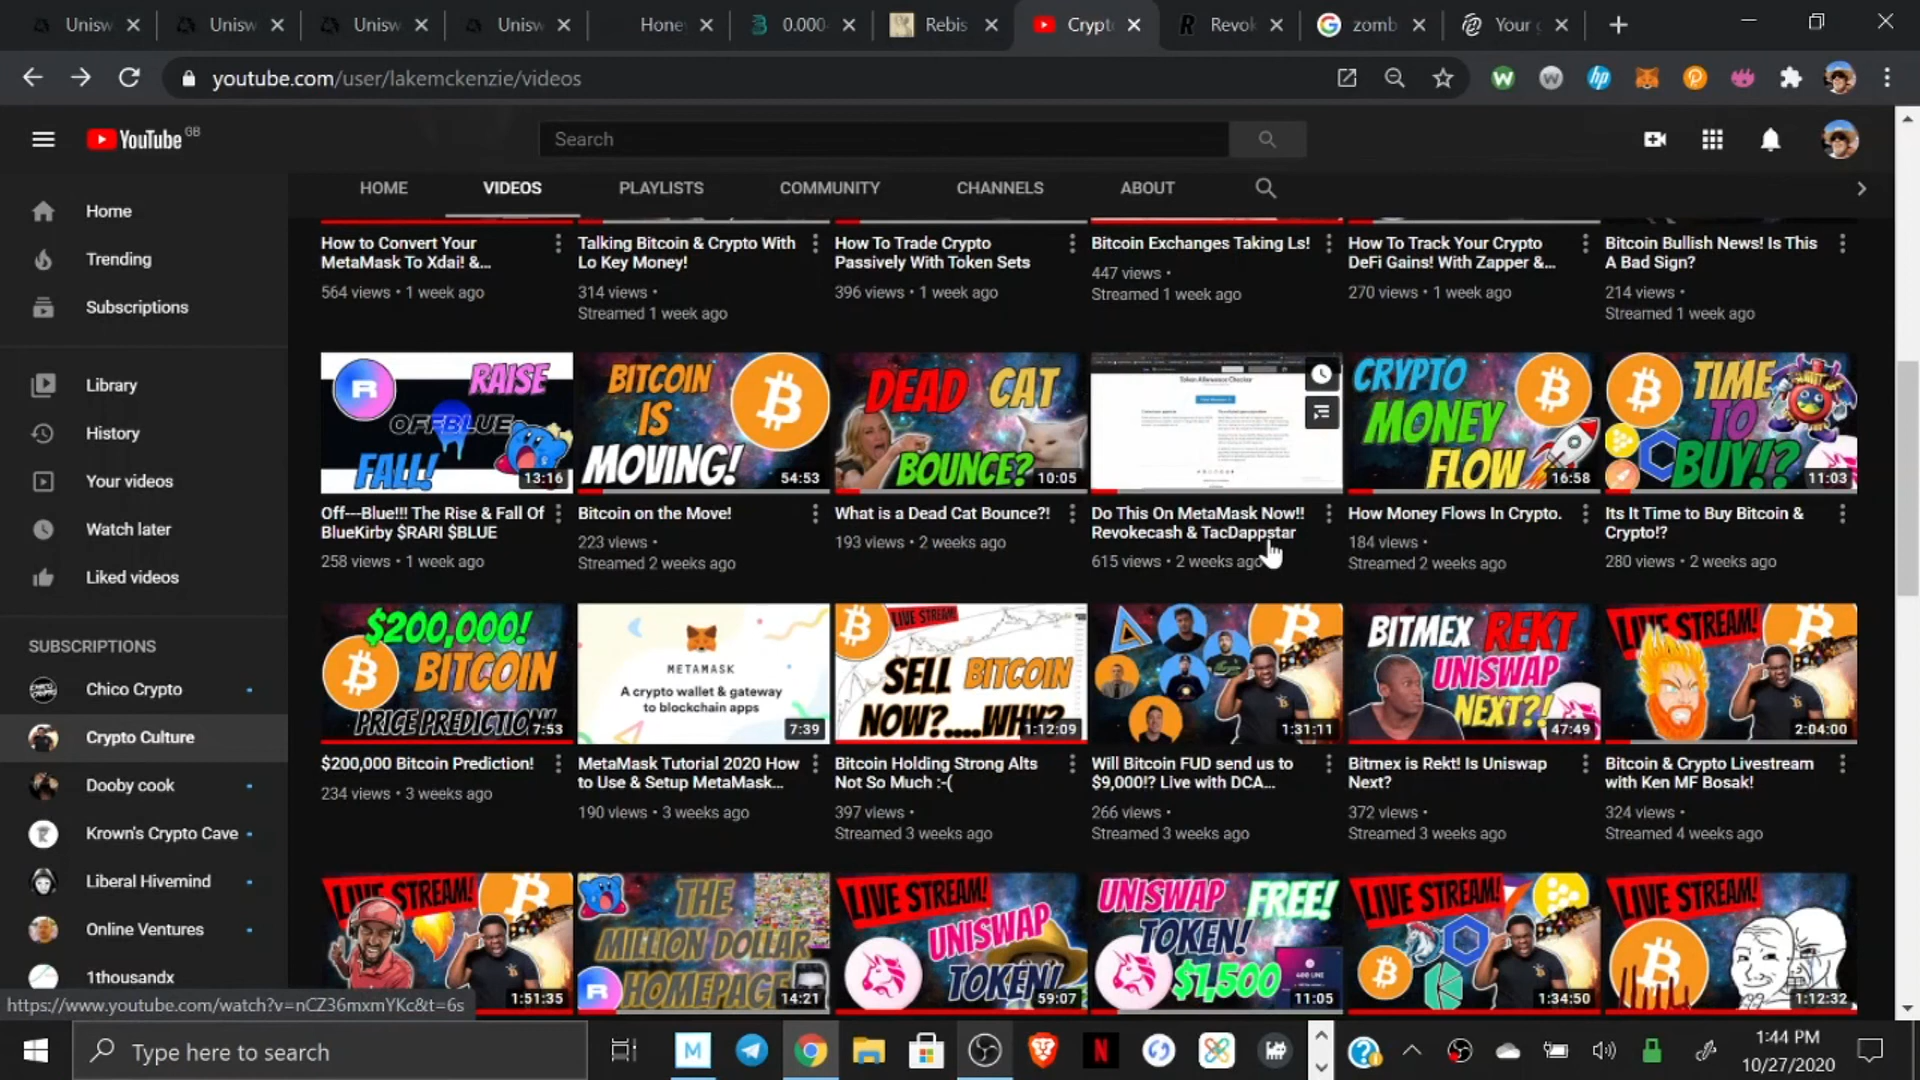 Unisw
Unisw
Unisw
Unisw
Hone
0.000
Rebis
Crypt
Revok
zomb
Your
youtube.com/user/lakemckenzie/videos
YouTube GB
Search
HOME VIDEOS PLAYLISTS COMMUNITY CHANNELS ABOUT
Home
Trending
Subscriptions
Library
History
Your videos
Watch later
Liked videos
SUBSCRIPTIONS
Chico Crypto
Crypto Culture
Dooby cook
Krown's Crypto Cave
Liberal Hivemind
Online Ventures
1thousandx
How to Convert Your
MetaMask To Xdai! &...
564 views • 1 week ago
Talking Bitcoin & Crypto With
Lo Key Money!
314 views •
Streamed 1 week ago
How To Trade Crypto
Passively With Token Sets
396 views • 1 week ago
Bitcoin Exchanges Taking Ls!
447 views •
Streamed 1 week ago
How To Track Your Crypto
DeFi Gains! With Zapper &...
270 views • 1 week ago
Bitcoin Bullish News! Is This
A Bad Sign?
214 views •
Streamed 1 week ago
R
RAISE
OFFBLUE
FALL!
13:16
Off---Blue!!! The Rise & Fall Of
BlueKirby $RARI $BLUE
258 views • 1 week ago
BITCOIN
IS
MOVING!
54:53
Bitcoin on the Move!
223 views •
Streamed 2 weeks ago
DEAD CAT
BOUNCE?
10:05
What is a Dead Cat Bounce?!
193 views • 2 weeks ago
Token Allowance Checker
Do This On MetaMask Now!!
Revokecash & TacDappstar
615 views • 2 weeks ago
CRYPTO
MONEY
FLOW
16:58
How Money Flows In Crypto.
184 views •
Streamed 2 weeks ago
TIME
TO
BUY!?
11:03
Its It Time to Buy Bitcoin &
Crypto!?
280 views • 2 weeks ago
$200,000!
BITCOIN
PRICE PREDICTION!
7:53
$200,000 Bitcoin Prediction!
234 views • 3 weeks ago
METAMASK
A crypto wallet & gateway
to blockchain apps
7:39
MetaMask Tutorial 2020 How
to Use & Setup MetaMask...
190 views • 3 weeks ago
LIVE STREAM!
SELL BITCOIN
NOW?....WHY?
1:12:09
Bitcoin Holding Strong Alts
Not So Much :-(
397 views •
Streamed 3 weeks ago
1:31:11
Will Bitcoin FUD send us to
$9,000!? Live with DCA...
266 views •
Streamed 3 weeks ago
BITMEX REKT
UNISWAP
NEXT?!
47:49
Bitmex is Rekt! Is Uniswap
Next?
372 views •
Streamed 3 weeks ago
LIVE STREAM!
2:04:00
Bitcoin & Crypto Livestream
with Ken MF Bosak!
324 views •
Streamed 4 weeks ago
LIVE STREAM!
1:51:35
THE
MILLION DOLLAR
HOMEPAGE
R
14:21
LIVE STREAM!
UNISWAP
TOKEN!
59:07
UNISWAP FREE!
TOKEN!
$1,500
400 UNI
11:05
LIVE STREAM!
1:34:50
LIVE STREAM!
1:12:32
https://www.youtube.com/watch?v=nCZ36mxmYKc&t=6s
Type here to search
1:44 PM
10/27/2020